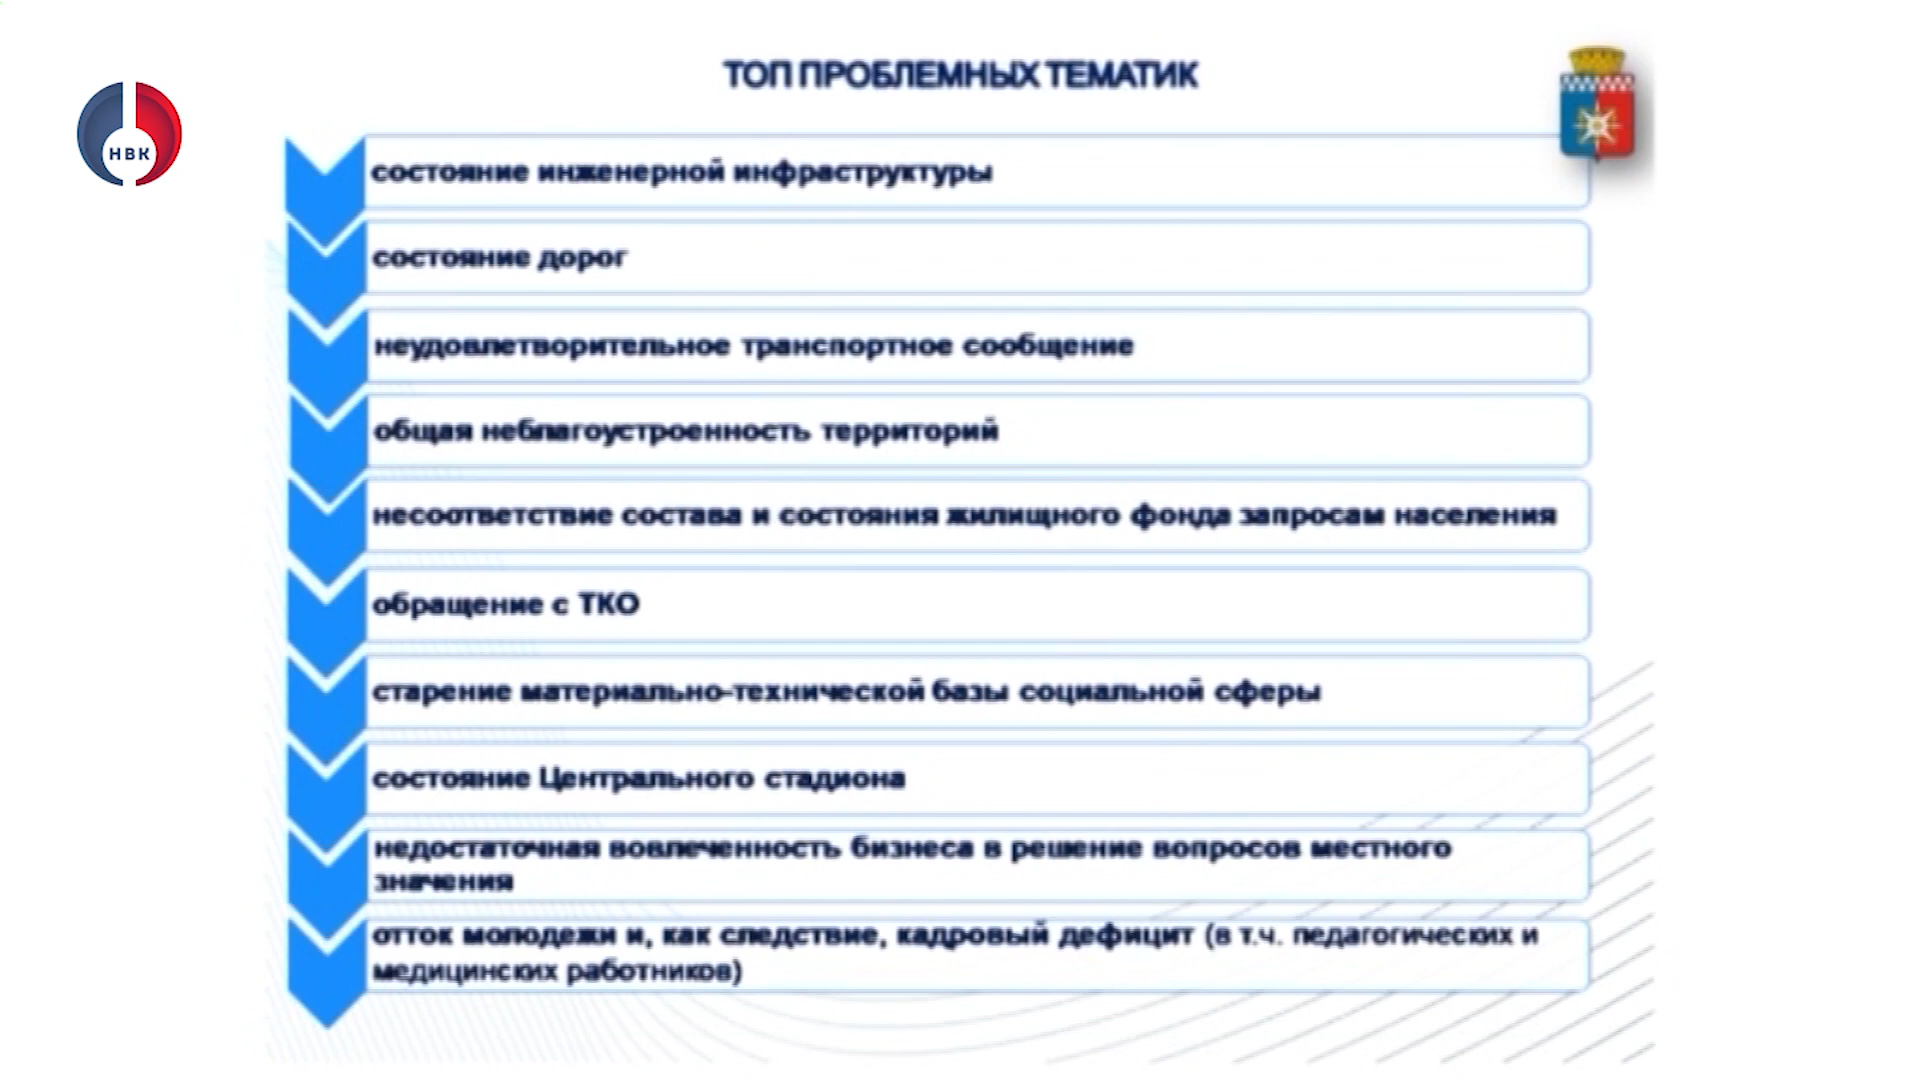 ТОП ПРОБЛЕМНЫХ ТЕМАТИК
НВК
состояние инженерной инфраструктуры
состояние дорог
неудовлетворительное транспортное сообщение
общая неблагоустроенность территорий
несоответствие состава и состояния жилищного фонда запросам населения
обращение с ТКО
старение материально-технической базы социальной сферы
состояние Центрального стадиона
недостаточная вовлеченность бизнеса в решение вопросов местного
значения
отток молодежи и, как следствие, кадровый дефицит (в т.ч. педагогических и
медицинских работников)